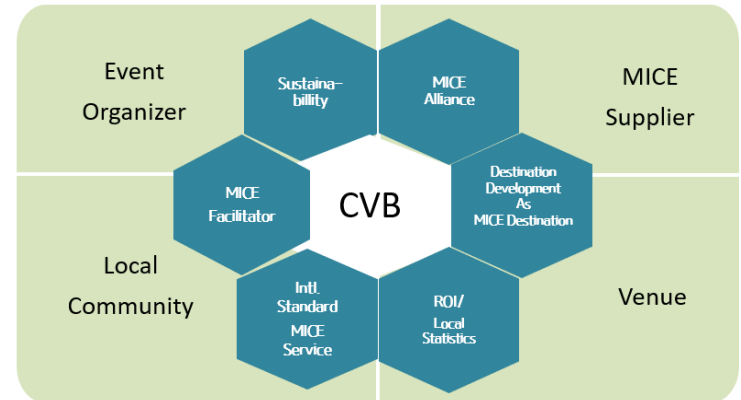 Event
Organizer
Sustaina-
billity
MICE
Alliance
MICE
Supplier
MICE
Facilitator
CVB
Destination
Development
As
MICE Destination
Local
Community
Intl.
Standard
MICE
Service
ROI/
Local
Statistics
Venue